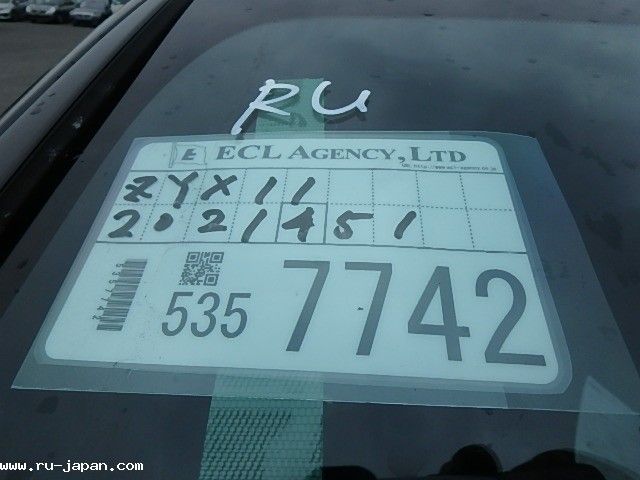 RU
E ECL AGENCY, LTD
ZYX11
2021451
535 7742
www.ru-japan.com